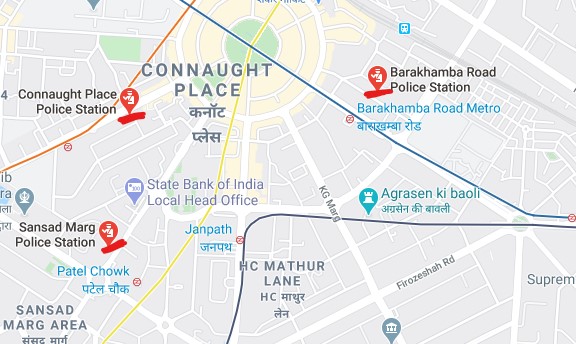 CONNAUGHT
PLACE
कनॉट
प्लेस
Connaught Place
Police Station
Barakhamba Road
Police Station
Barakhamba Road Metro
बाराखम्बा रोड
State Bank of India
Local Head Office
KG Marg
Agrasen ki baoli
अग्रसेन की बावली
Sansad Marg
Police Station
Janpath
जनपथ
Patel Chowk
पटेल चौक
HC MATHUR
LANE
HC माथुर
लेन
Firozeshah Rd
Suprem
SANSAD
MARG AREA
संसद मार्ग